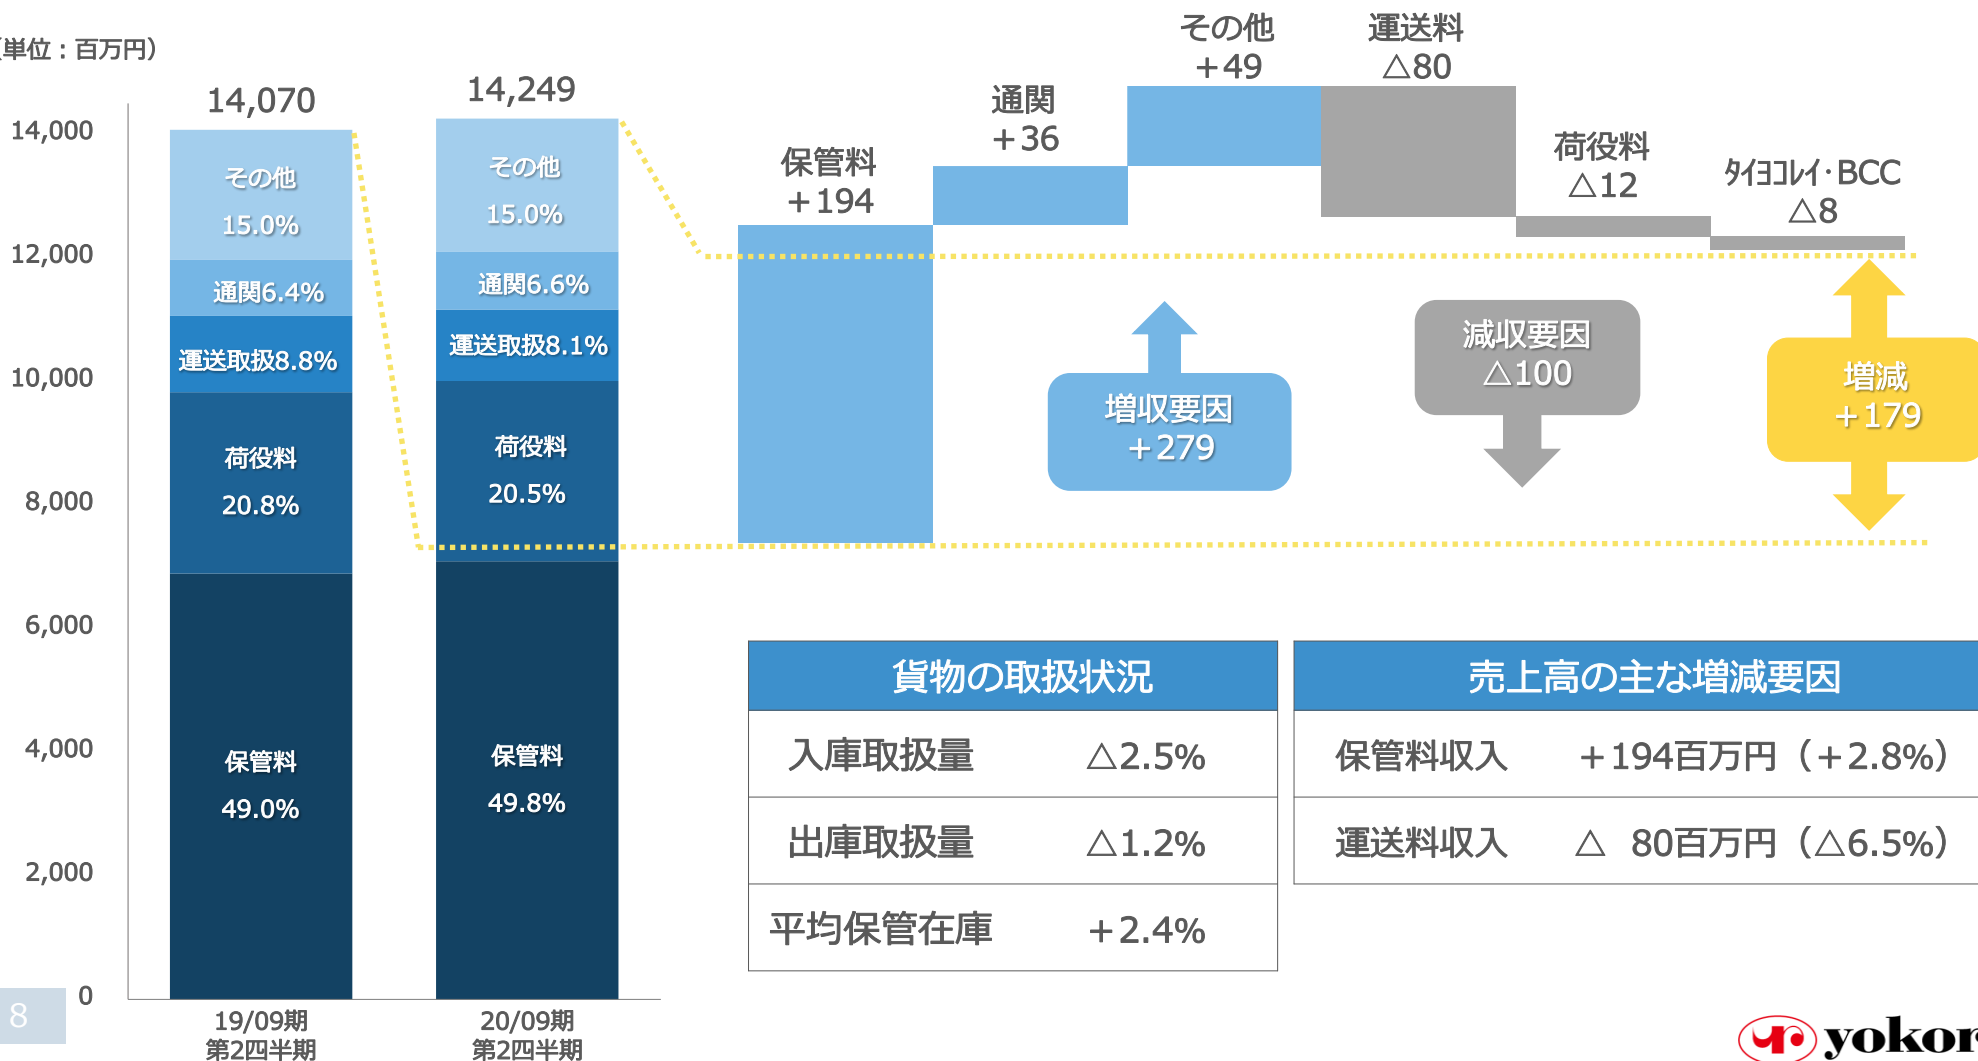 （単位：百万円）
14,070
14,249
14,000
12,000
10,000
8,000
6,000
4,000
2,000
0
その他
15.0%
通関6.4%
運送取扱8.8%
荷役料
20.8%
保管料
49.0%
その他
15.0%
通関6.6%
運送取扱8.1%
荷役料
20.5%
保管料
49.8%
19/09期
第2四半期
20/09期
第2四半期
保管料
+194
通関
+36
その他
+49
運送料
△80
荷役料
△12
ﾀｲﾖｺﾚｲ･BCC
△8
増収要因
+279
減収要因
△100
増減
+179
貨物の取扱状況
入庫取扱量 △2.5%
出庫取扱量 △1.2%
平均保管在庫 +2.4%
売上高の主な増減要因
保管料収入 +194百万円（+2.8%）
運送料収入 △ 80百万円（△6.5%）
8